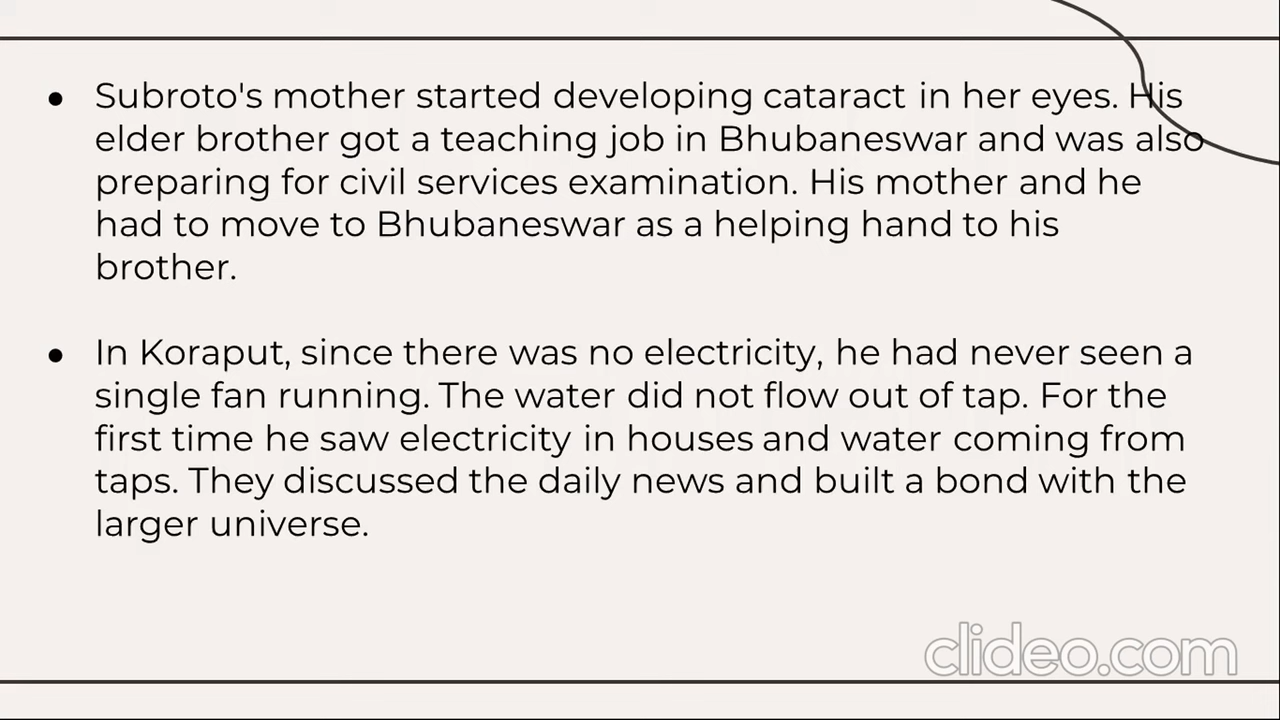 ● Subroto's mother started developing cataract in her eyes. His
elder brother got a teaching job in Bhubaneswar and was also
preparing for civil services examination. His mother and he
had to move to Bhubaneswar as a helping hand to his
brother.
● In Koraput, since there was no electricity, he had never seen a
single fan running. The water did not flow out of tap. For the
first time he saw electricity in houses and water coming from
taps. They discussed the daily news and built a bond with the
larger universe.
clideo.com